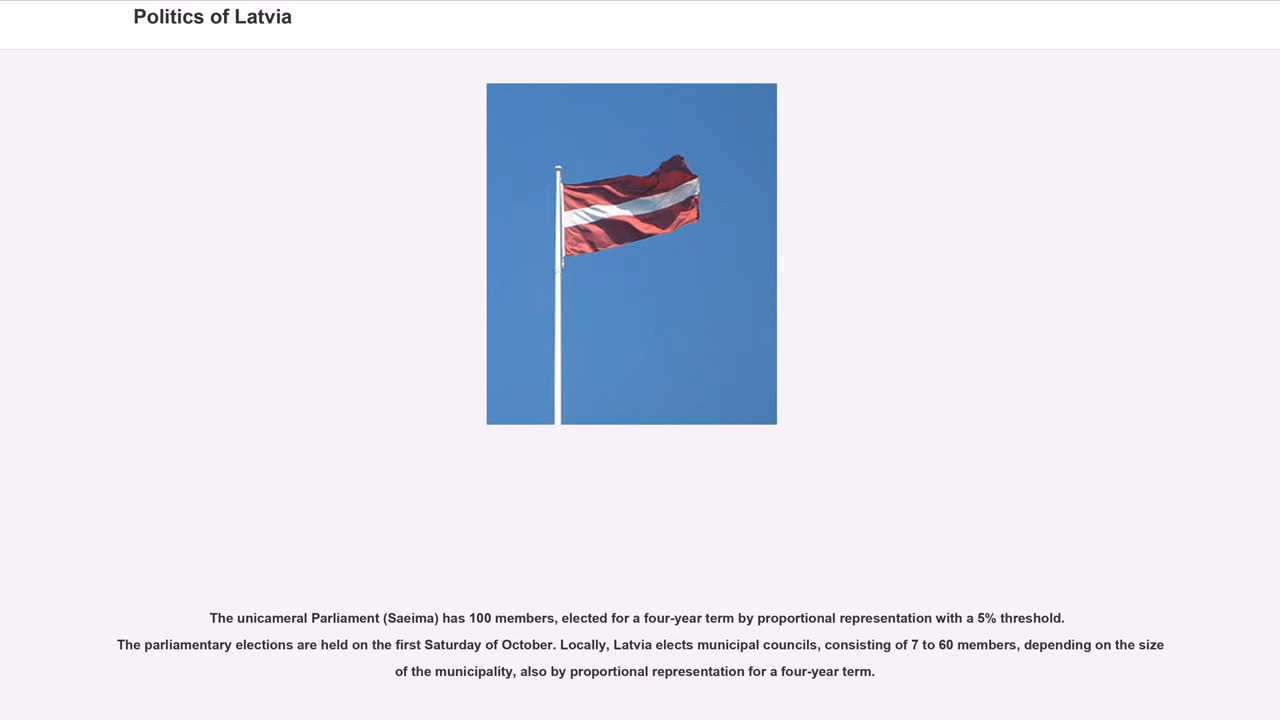 Politics of Latvia
The unicameral Parliament (Saeima) has 100 members, elected for a four-year term by proportional representation with a 5% threshold.
The parliamentary elections are held on the first Saturday of October. Locally, Latvia elects municipal councils, consisting of 7 to 60 members, depending on the size
of the municipality, also by proportional representation for a four-year term.